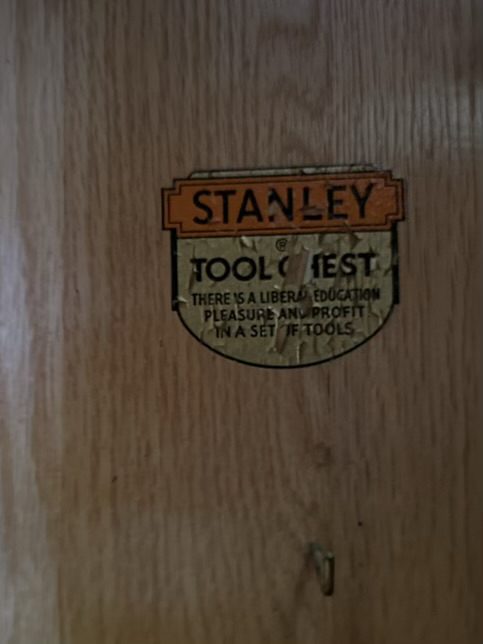 STANLEY
®
TOOL CHEST
THERE IS A LIBERAL EDUCATION
PLEASURE AND PROFIT
IN A SET OF TOOLS